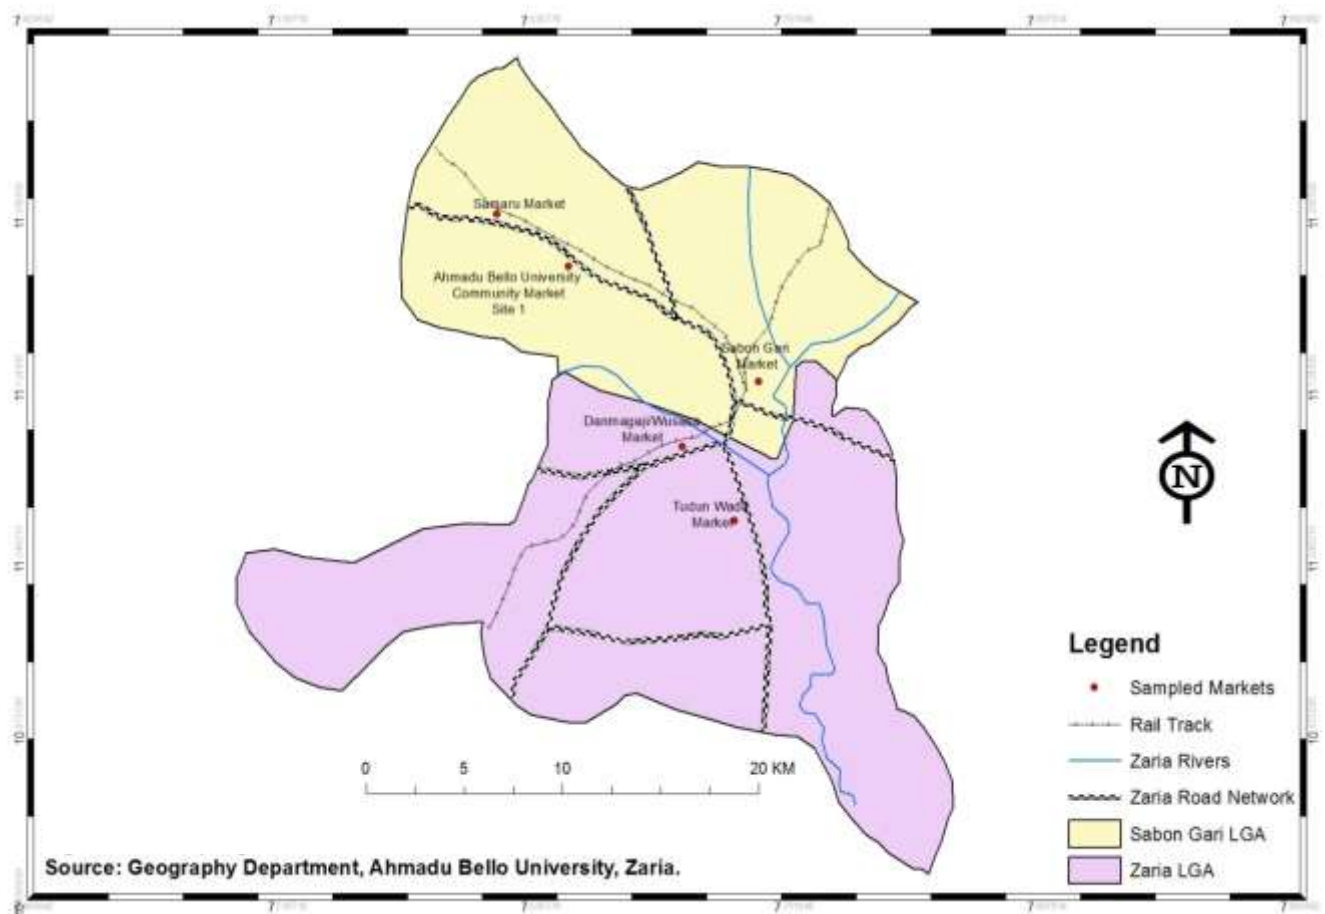 Samaru Market
Ahmadu Bello University
Community Market
Site 1
Sabon Gari
Market
Danmagaji/Wusasa
Market
Tudun Wada
Market
N
Legend
Sampled Markets
Rail Track
Zaria Rivers
Zaria Road Network
Sabon Gari LGA
Zaria LGA
0 5 10 20 KM
Source: Geography Department, Ahmadu Bello University, Zaria.